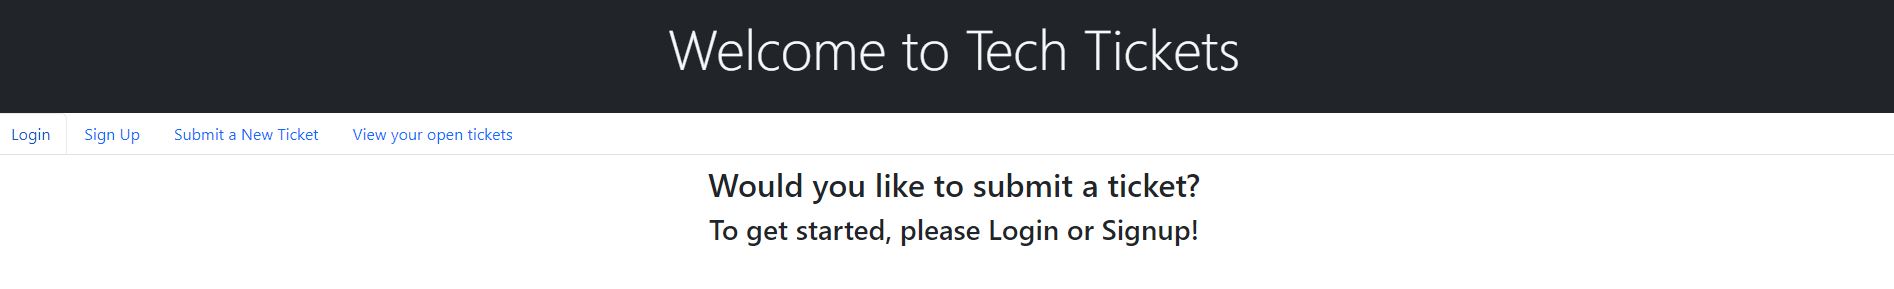 Welcome to Tech Tickets
Login Sign Up Submit a New Ticket View your open tickets
Would you like to submit a ticket?
To get started, please Login or Signup!